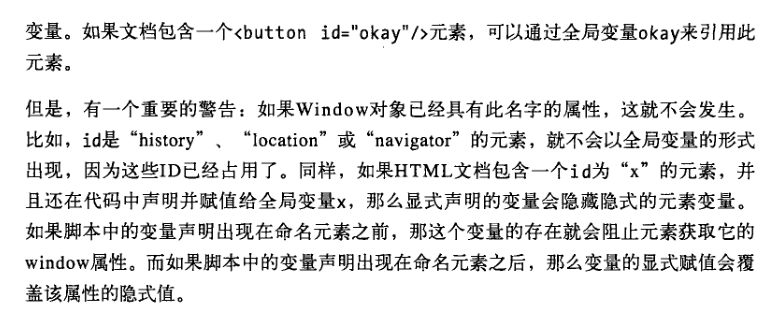 变量。如果文档包含一个<button id="okay"/>元素，可以通过全局变量okay来引用此
元素。
但是，有一个重要的警告：如果Window对象已经具有此名字的属性，这就不会发生。
比如，id是“history”、“location”或“navigator”的元素，就不会以全局变量的形式
出现，因为这些ID已经占用了。同样，如果HTML文档包含一个id为“x”的元素，并
且还在代码中声明并赋值给全局变量x，那么显式声明的变量会隐藏隐式的元素变量。
如果脚本中的变量声明出现在命名元素之前，那这个变量的存在就会阻止元素获取它的
window属性。而如果脚本中的变量声明出现在命名元素之后，那么变量的显式赋值会覆
盖该属性的隐式值。